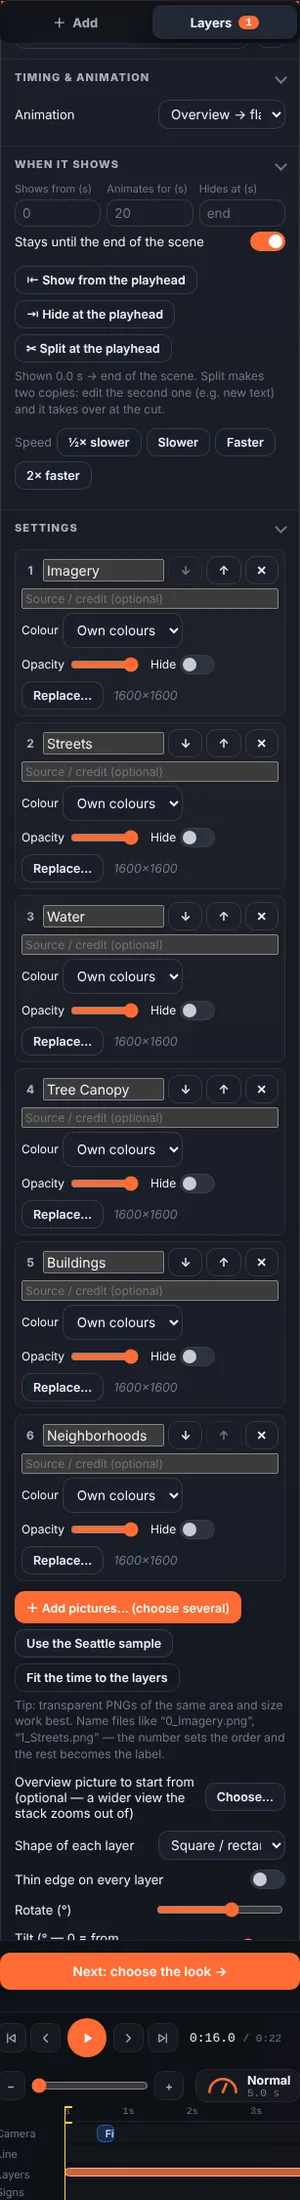 + Add
Layers 1
TIMING & ANIMATION
Animation
Overview → fla
WHEN IT SHOWS
Shows from (s) Animates for (s) Hides at (s)
0 20 end
Stays until the end of the scene
⇤ Show from the playhead
⇥ Hide at the playhead
✂ Split at the playhead
Shown 0.0 s → end of the scene. Split makes
two copies: edit the second one (e.g. new text)
and it takes over at the cut.
Speed ½× slower Slower Faster
2× faster
SETTINGS
1 Imagery ↓ ↑ ✕
Source / credit (optional)
Colour Own colours
Opacity Hide
Replace... 1600×1600
2 Streets ↓ ↑ ✕
Source / credit (optional)
Colour Own colours
Opacity Hide
Replace... 1600×1600
3 Water ↓ ↑ ✕
Source / credit (optional)
Colour Own colours
Opacity Hide
Replace... 1600×1600
4 Tree Canopy ↓ ↑ ✕
Source / credit (optional)
Colour Own colours
Opacity Hide
Replace... 1600×1600
5 Buildings ↓ ↑ ✕
Source / credit (optional)
Colour Own colours
Opacity Hide
Replace... 1600×1600
6 Neighborhoods ↓ ↑ ✕
Source / credit (optional)
Colour Own colours
Opacity Hide
Replace... 1600×1600
+ Add pictures... (choose several)
Use the Seattle sample
Fit the time to the layers
Tip: transparent PNGs of the same area and size
work best. Name files like “0_Imagery.png”,
“1_Streets.png” — the number sets the order and
the rest becomes the label.
Overview picture to start from
(optional — a wider view the
stack zooms out of)
Choose...
Shape of each layer
Square / rectar
Thin edge on every layer
Rotate (°)
Tilt (° — 0 = from
Next: choose the look →
0:16.0 / 0:22
− + Normal
5.0 s
1s 2s 3s
Camera Fi
Line
Layers
Signs